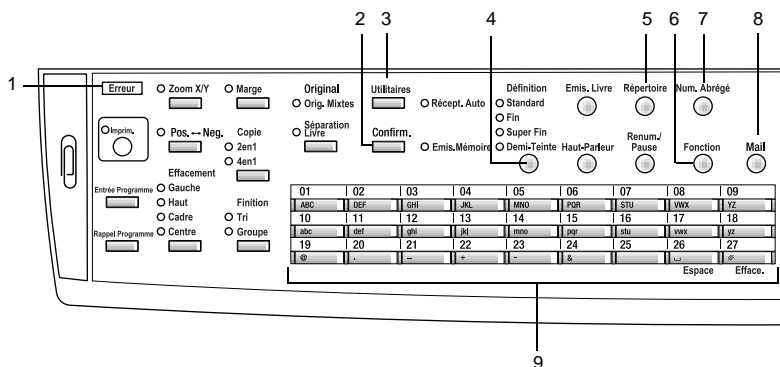 2 3 4 5 6 7 8
1
Erreur
Zoom X/Y
Marge
Original
Orig. Mixtes
Utilitaires
Récept. Auto
Définition
Standard
Fin
Super Fin
Demi-Teinte
Emis. Livre
Répertoire
Num. Abrégé
Imprim.
Pos. ↔ Neg.
Copie
2en1
4en1
Séparation
Livre
Confirm.
Emis.Mémoire
Haut-Parleur
Renum./
Pause
Fonction
Mail
Entrée Programme
Effacement
Gauche
Haut
Cadre
Centre
Finition
Tri
Groupe
Rappel Programme
01 02 03 04 05 06 07 08 09
ABC DEF GHI JKL MNO PQR STU VWX YZ
10 11 12 13 14 15 16 17 18
abc def ghi jkl mno pqr stu vwx yz
19 20 21 22 23 24 25 26 27
@ . – + - & ⌴ //
Espace Efface.
9